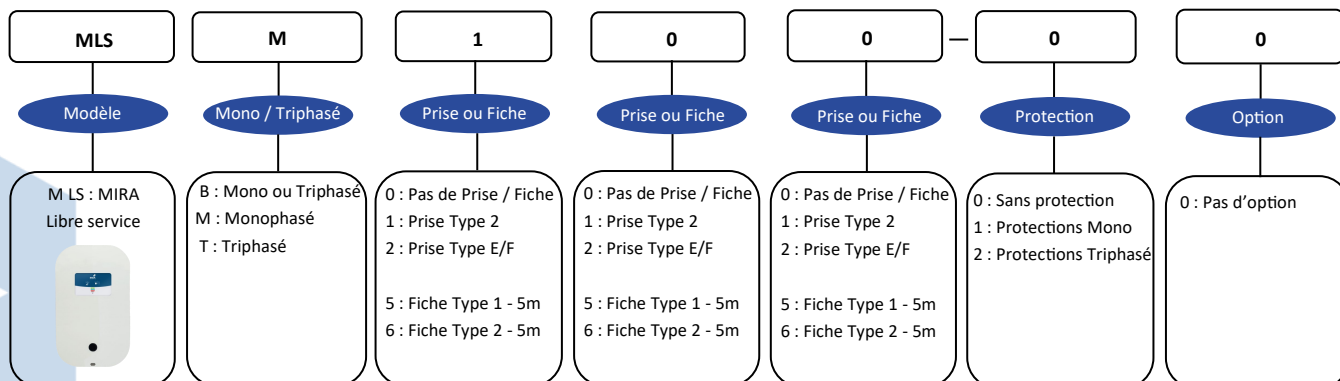 MLS M 1 0 0 — 0 0
Modèle Mono / Triphasé Prise ou Fiche Prise ou Fiche Prise ou Fiche Protection Option
M LS : MIRA
Libre service
B : Mono ou Triphasé
M : Monophasé
T : Triphasé
0 : Pas de Prise / Fiche
1 : Prise Type 2
2 : Prise Type E/F
5 : Fiche Type 1 - 5m
6 : Fiche Type 2 - 5m
0 : Pas de Prise / Fiche
1 : Prise Type 2
2 : Prise Type E/F
5 : Fiche Type 1 - 5m
6 : Fiche Type 2 - 5m
0 : Pas de Prise / Fiche
1 : Prise Type 2
2 : Prise Type E/F
5 : Fiche Type 1 - 5m
6 : Fiche Type 2 - 5m
0 : Sans protection
1 : Protections Mono
2 : Protections Triphasé
0 : Pas d'option